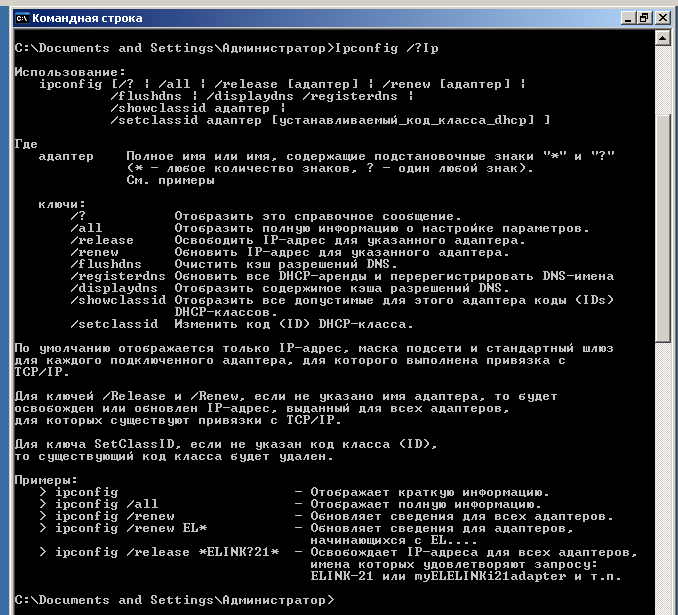 Командная строка
C:\Documents and Settings\Администратор>Ipconfig /?Ip
Использование:
ipconfig [/? | /all | /release [адаптер] | /renew [адаптер] |
/flushdns | /displaydns /registerdns |
/showclassid адаптер |
/setclassid адаптер [устанавливаемый_код_класса_dhcp] ]
Где
адаптер Полное имя или имя, содержащие подстановочные знаки "*" и "?"
(* - любое количество знаков, ? - один любой знак).
См. примеры
ключи:
/? Отобразить это справочное сообщение.
/all Отобразить полную информацию о настройке параметров.
/release Освободить IP-адрес для указанного адаптера.
/renew Обновить IP-адрес для указанного адаптера.
/flushdns Очистить кэш разрешений DNS.
/registerdns Обновить все DHCP-аренды и перерегистрировать DNS-имена
/displaydns Отобразить содержимое кэша разрешений DNS.
/showclassid Отобразить все допустимые для этого адаптера коды (IDs)
DHCP-классов.
/setclassid Изменить код (ID) DHCP-класса.
По умолчанию отображается только IP-адрес, маска подсети и стандартный шлюз
для каждого подключенного адаптера, для которого выполнена привязка с
TCP/IP.
Для ключей /Release и /Renew, если не указано имя адаптера, то будет
освобожден или обновлен IP-адрес, выданный для всех адаптеров,
для которых существуют привязки с TCP/IP.
Для ключа SetClassID, если не указан код класса (ID),
то существующий код класса будет удален.
Примеры:
> ipconfig - Отображает краткую информацию.
> ipconfig /all - Отображает полную информацию.
> ipconfig /renew - Обновляет сведения для всех адаптеров.
> ipconfig /renew EL* - Обновляет сведения для адаптеров,
начинающихся с EL....
> ipconfig /release *ELINK?21* - Освобождает IP-адреса для всех адаптеров,
имена которых удовлетворяют запросу:
ELINK-21 или myELELINKi21adapter и т.п.
C:\Documents and Settings\Администратор>